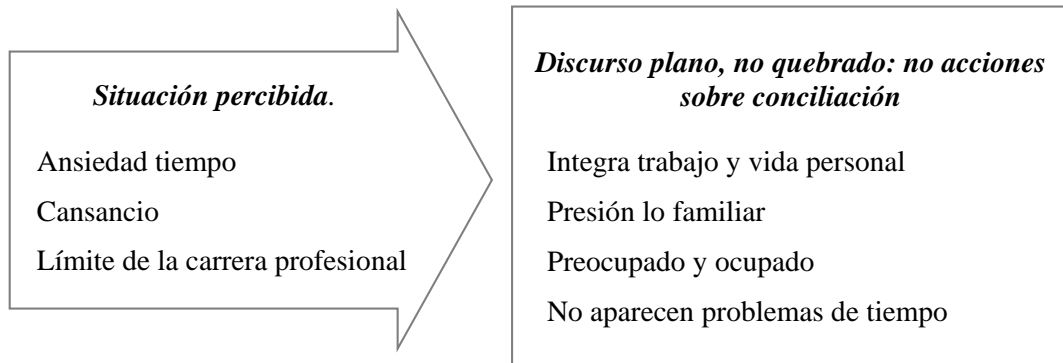 Situación percibida.
Ansiedad tiempo
Cansancio
Límite de la carrera profesional
Discurso plano, no quebrado: no acciones
sobre conciliación
Integra trabajo y vida personal
Presión lo familiar
Preocupado y ocupado
No aparecen problemas de tiempo